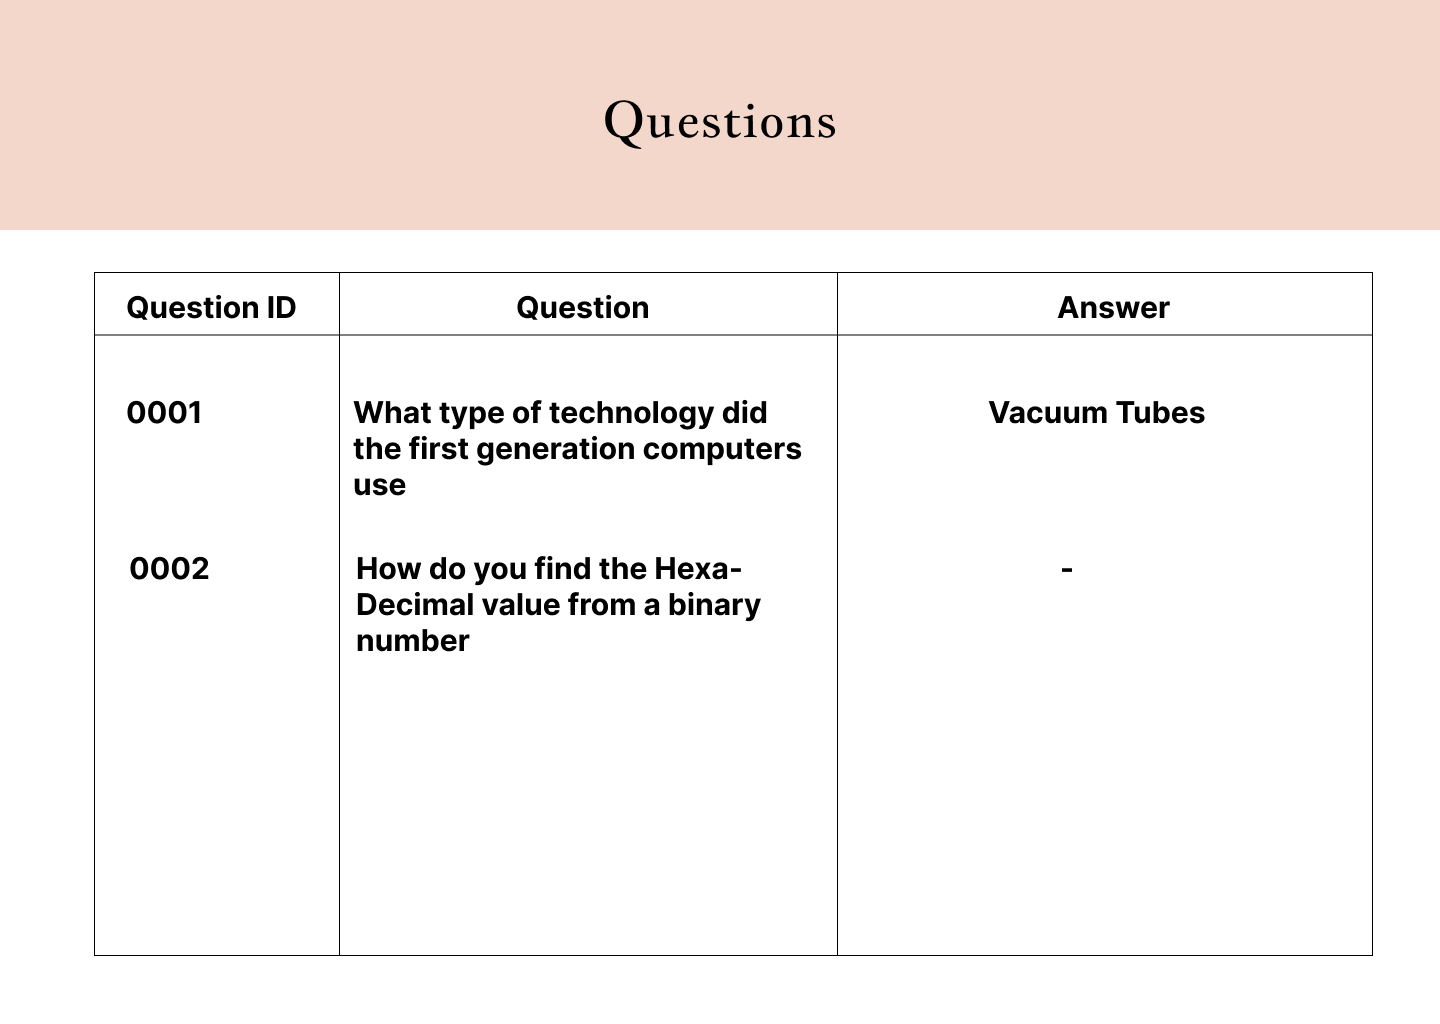 Questions
Question ID
Question
Answer
0001
What type of technology did
the first generation computers
use
Vacuum Tubes
0002
How do you find the Hexa-
Decimal value from a binary
number
-